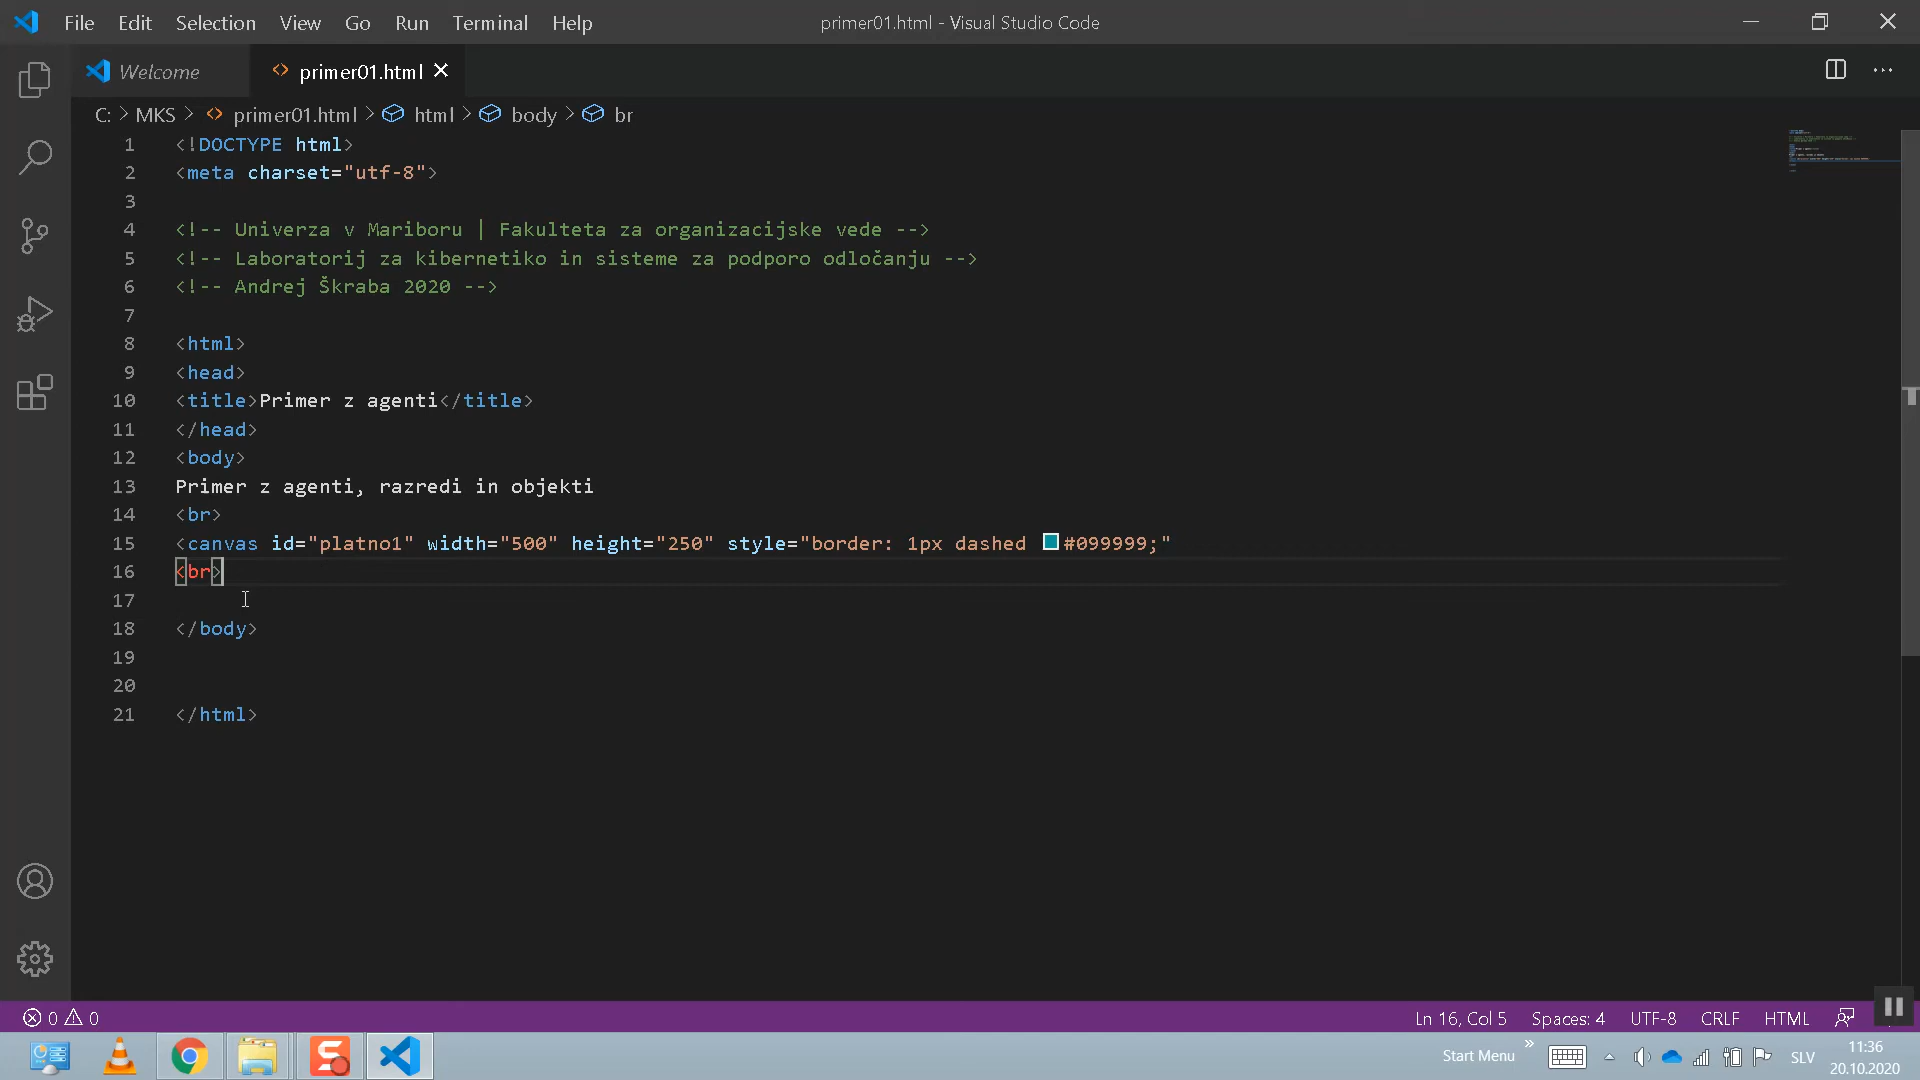 File Edit Selection View Go Run Terminal Help
primer01.html - Visual Studio Code
Welcome
primer01.html
C: > MKS > primer01.html > html > body > br
1 <!DOCTYPE html>
2 <meta charset="utf-8">
3
4 <!-- Univerza v Mariboru | Fakulteta za organizacijske vede -->
5 <!-- Laboratorij za kibernetiko in sisteme za podporo odločanju -->
6 <!-- Andrej Škraba 2020 -->
7
8 <html>
9 <head>
10 <title>Primer z agenti</title>
11 </head>
12 <body>
13 Primer z agenti, razredi in objekti
14 <br>
15 <canvas id="platno1" width="500" height="250" style="border: 1px dashed #099999;"
16 <br>
17
18 </body>
19
20
21 </html>
0 0
Ln 16, Col 5 Spaces: 4 UTF-8 CRLF HTML
Start Menu
SLV
11:36
20.10.2020